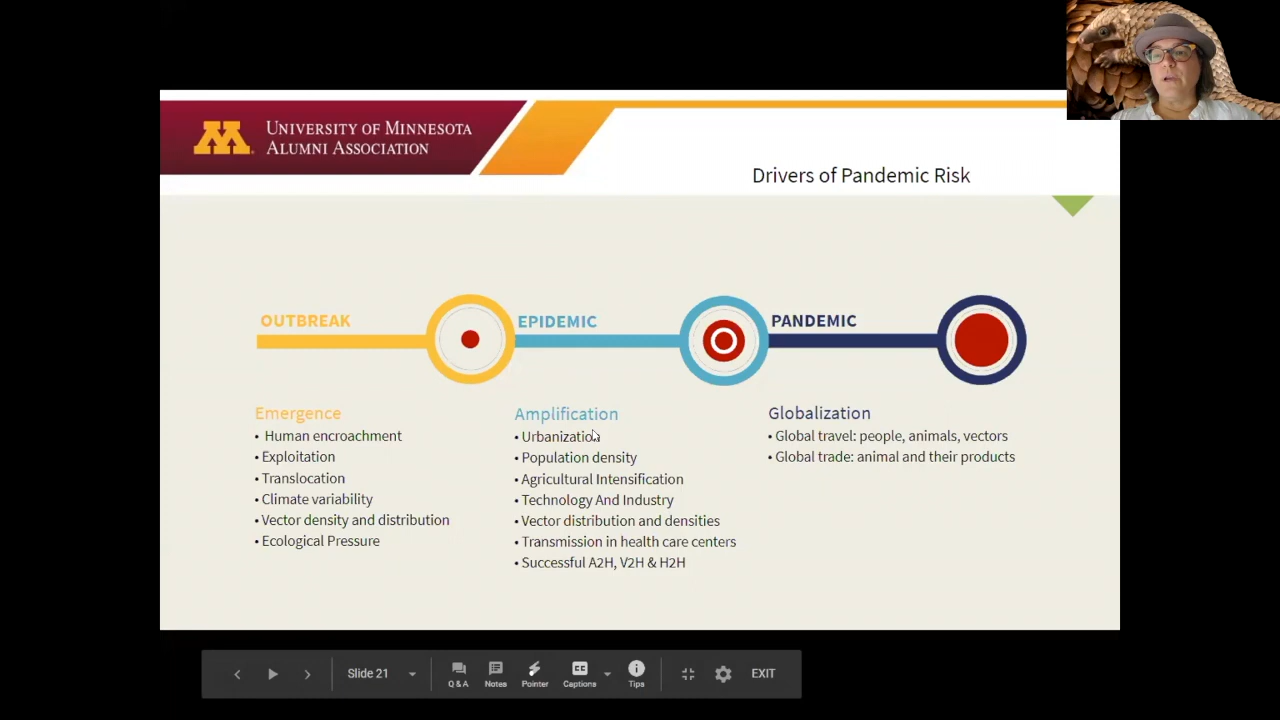 UNIVERSITY OF MINNESOTA
ALUMNI ASSOCIATION
Drivers of Pandemic Risk
OUTBREAK
EPIDEMIC
PANDEMIC
Emergence
• Human encroachment
• Exploitation
• Translocation
• Climate variability
• Vector density and distribution
• Ecological Pressure
Amplification
• Urbanization
• Population density
• Agricultural Intensification
• Technology And Industry
• Vector distribution and densities
• Transmission in health care centers
• Successful A2H, V2H & H2H
Globalization
• Global travel: people, animals, vectors
• Global trade: animal and their products
Slide 21
Q & A
Notes
Pointer
CC
Captions
Tips
EXIT